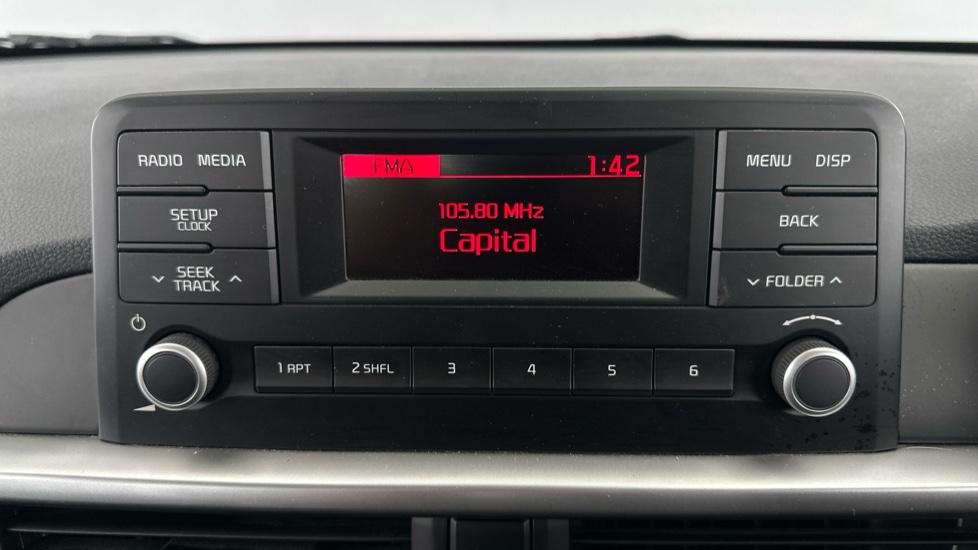 RADIO MEDIA
SETUP
CLOCK
SEEK
TRACK
FMA
1:42
105.80 MHz
Capital
MENU DISP
BACK
FOLDER
1 RPT
2 SHFL
3
4
5
6